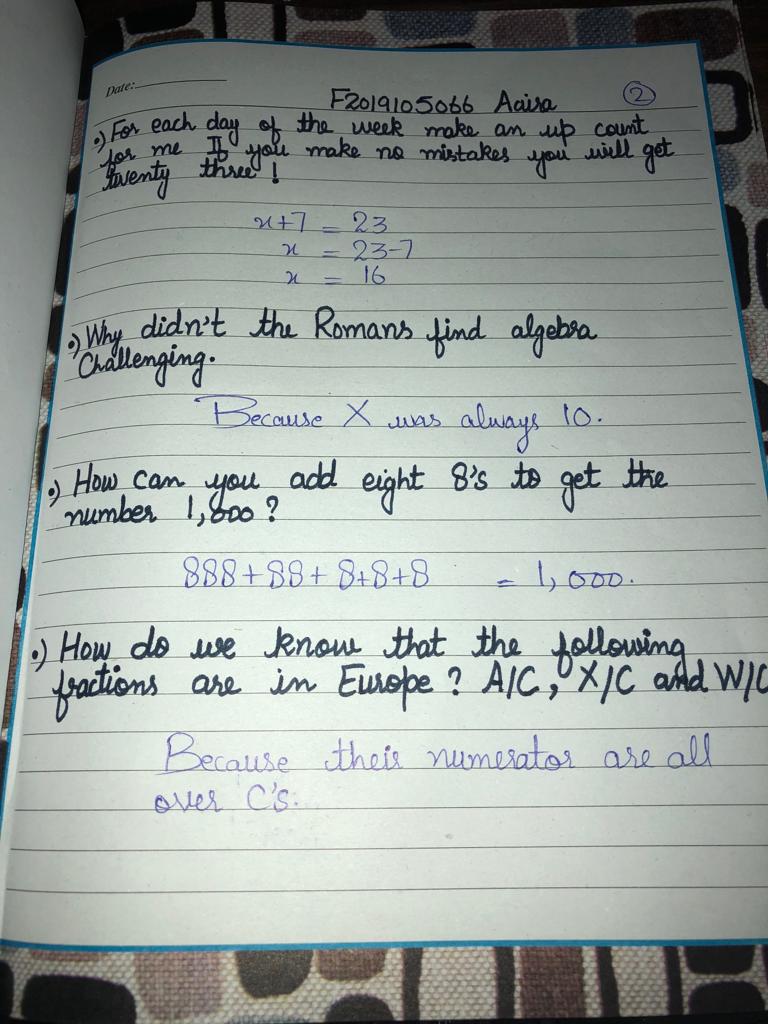 Date:
F2019105066 Aaisa 2
•) For each day of the week make an up count
for me If you make no mistakes you will get
twenty three!
x+7 = 23
x = 23-7
x = 16
•) Why didn't the Romans find algebra
Challenging.
Because X was always 10.
•) How can you add eight 8's to get the
number 1,000?
888+88+8+8+8 = 1,000.
•) How do we know that the following
fractions are in Europe? A/C, X/C and W/C
Because their numerator are all
over C's.